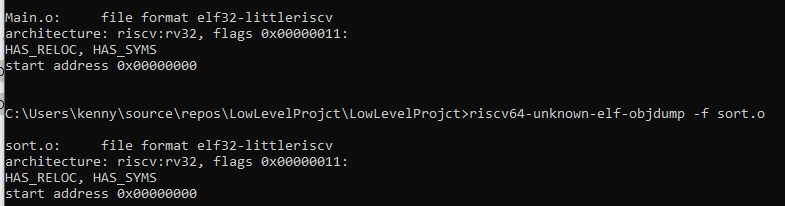 Main.o:     file format elf32-littleriscv
architecture: riscv:rv32, flags 0x00000011:
HAS_RELOC, HAS_SYMS
start address 0x00000000
C:\Users\kenny\source\repos\LowLevelProjct\LowLevelProjct>riscv64-unknown-elf-objdump -f sort.o
sort.o:     file format elf32-littleriscv
architecture: riscv:rv32, flags 0x00000011:
HAS_RELOC, HAS_SYMS
start address 0x00000000